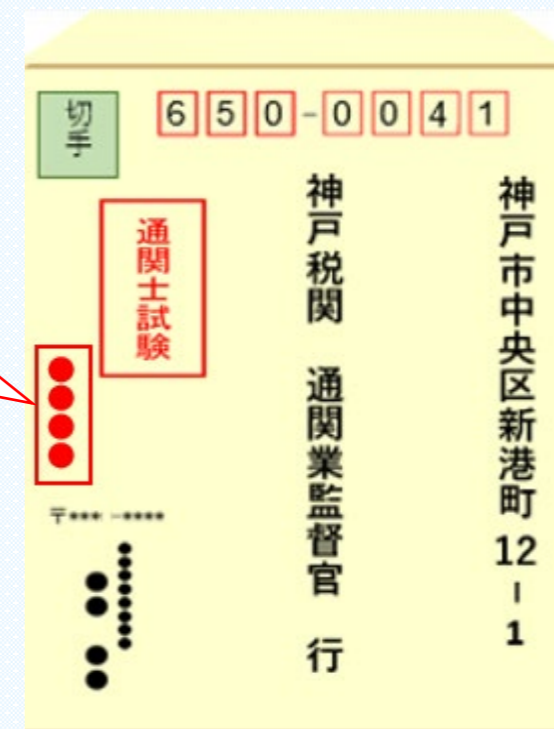 切手
650-0041
神戸市中央区新港町12-1
神戸税関　通関業監督官　行
通関士試験
●●●●
〒***-****
●●●●●●●●
●●　●●